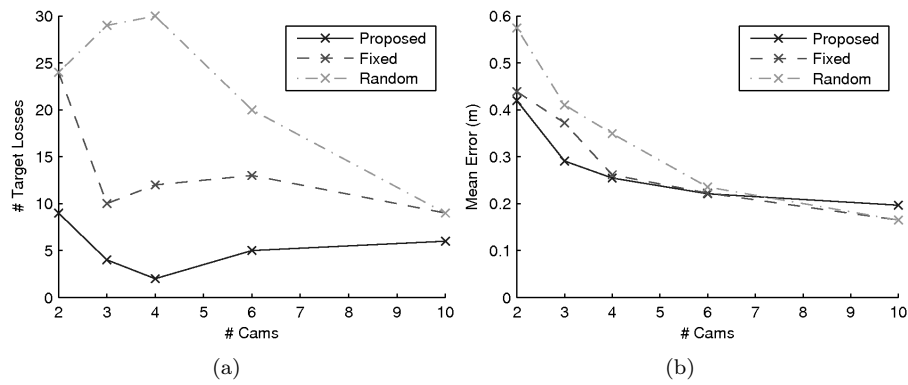 # Target Losses
30
25
20
15
10
5
0
2 3 4 5 6 7 8 9 10
# Cams
Proposed
Fixed
Random
(a)
Mean Error (m)
0.6
0.5
0.4
0.3
0.2
0.1
0
2 3 4 5 6 7 8 9 10
# Cams
Proposed
Fixed
Random
(b)